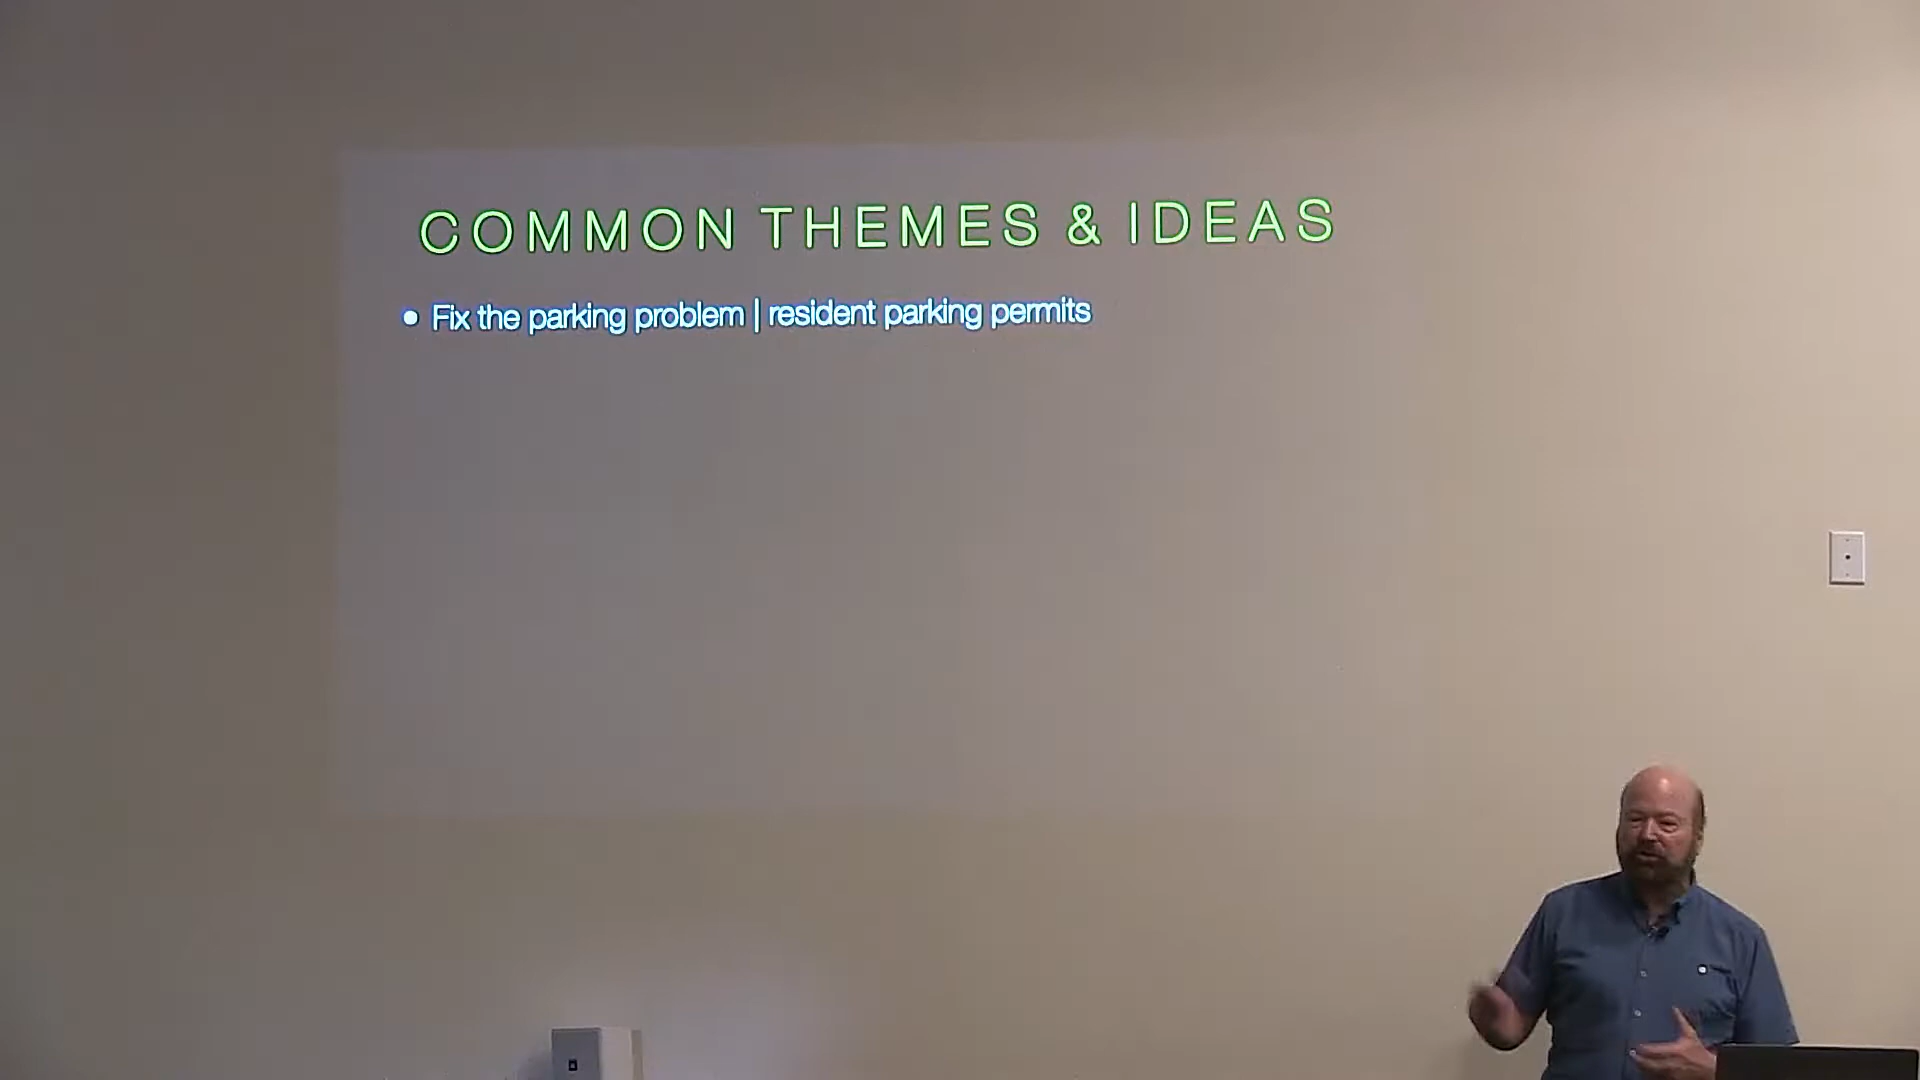 COMMON THEMES & IDEAS
• Fix the parking problem | resident parking permits